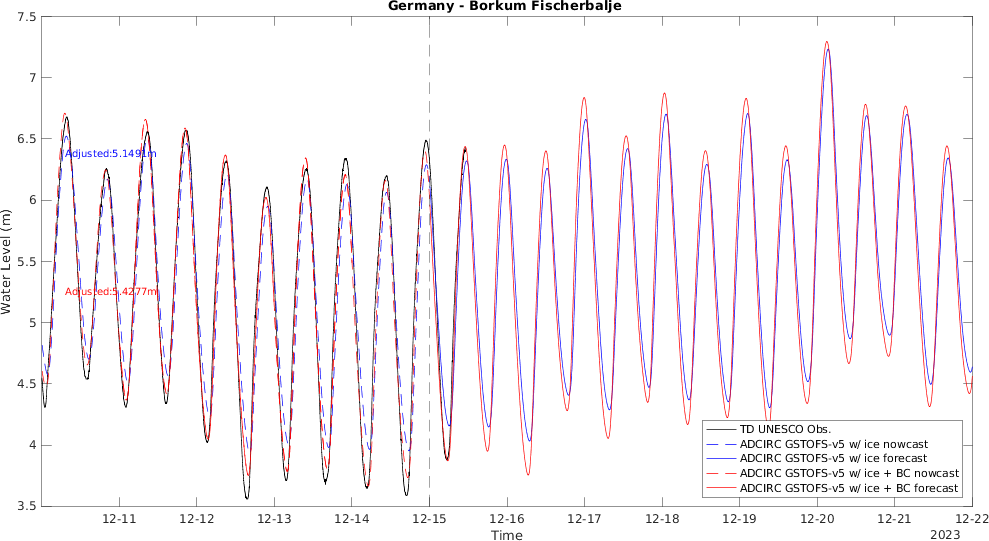 Germany - Borkum Fischerbalje
7.5
7
6.5
6
5.5
5
4.5
4
3.5
Water Level (m)
Adjusted:5.1491m
Adjusted:5.4277m
TD UNESCO Obs.
ADCIRC GSTOFS-v5 w/ ice nowcast
ADCIRC GSTOFS-v5 w/ ice forecast
ADCIRC GSTOFS-v5 w/ ice + BC nowcast
ADCIRC GSTOFS-v5 w/ ice + BC forecast
12-11 12-12 12-13 12-14 12-15 12-16 12-17 12-18 12-19 12-20 12-21 12-22
Time
2023